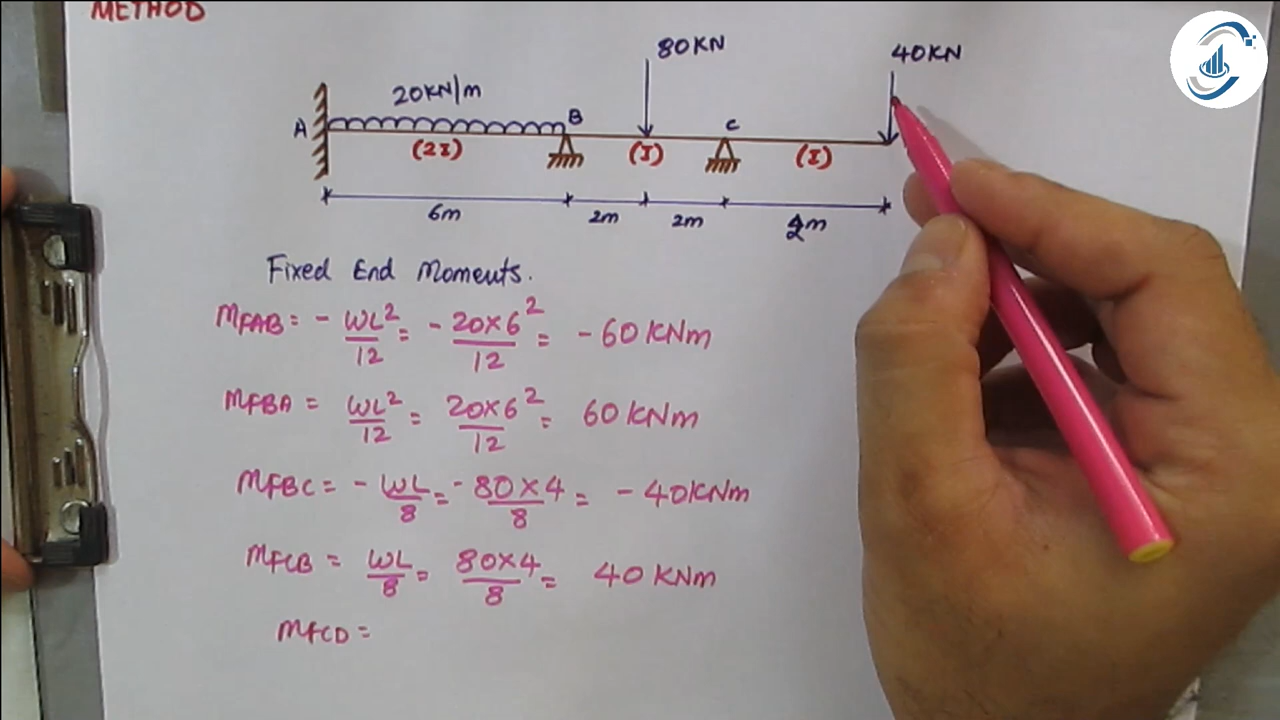 METHOD
80KN
40KN
20KN/m
A
B
C
(2I)
(I)
(I)
6m
2m
2m
2m
Fixed End Moments.
MFAB = - WL²/12 = - 20×6²/12 = - 60 KNm
MFBA = WL²/12 = 20×6²/12 = 60 KNm
MFBC = - WL/8 = - 80×4/8 = - 40KNm
MFCB = WL/8 = 80×4/8 = 40 KNm
MFCD =